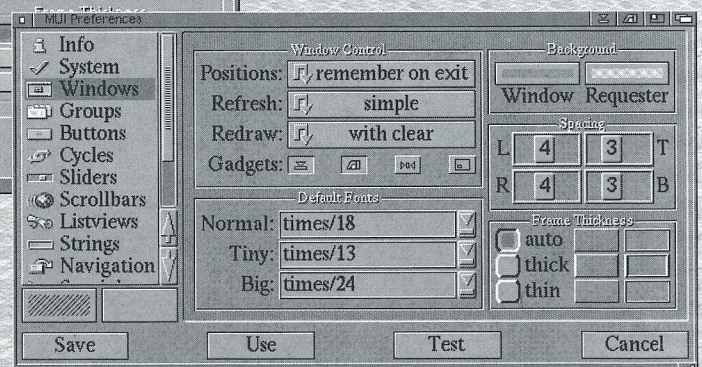 Frame Thickness
MUI Preferences
Info
System
Windows
Groups
Buttons
Cycles
Sliders
Scrollbars
Listviews
Strings
Navigation
Window Control
Positions: remember on exit
Refresh: simple
Redraw: with clear
Gadgets:
Default Fonts
Normal: times/18
Tiny: times/13
Big: times/24
Background
Window Requester
Spacing
L 4 3 T
R 4 3 B
Frame Thickness
auto
thick
thin
Save Use Test Cancel